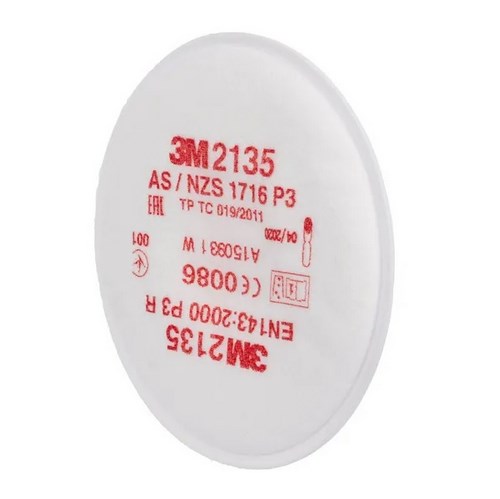 3M 2135
AS / NZS 1716 P3
EAC TP TC 019/2011
04/2020
001
A15093 1 W
CE 0086
EN143:2000 P3 R
3M 2135